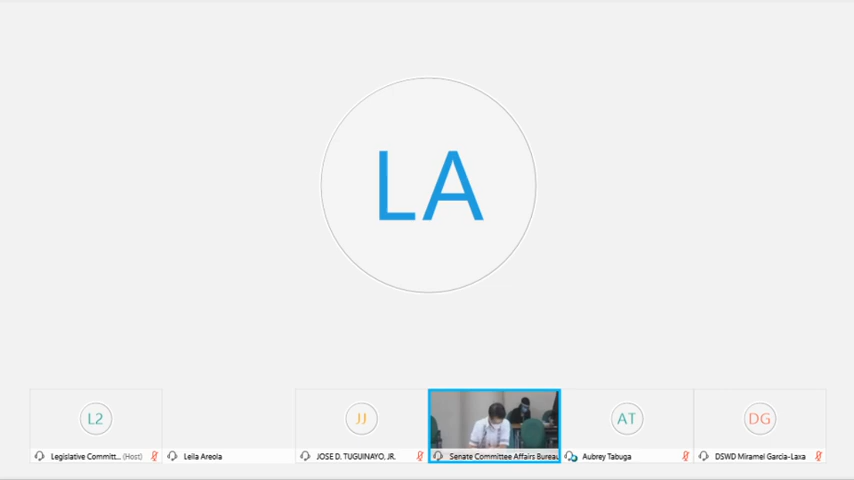 LA
L2
JJ
AT
DG
Legislative Committ... (Host)
Leila Areola
JOSE D. TUGUINAYO, JR.
Senate Committee Affairs Bureau
Aubrey Tabuga
DSWD Miramel Garcia-Laxa